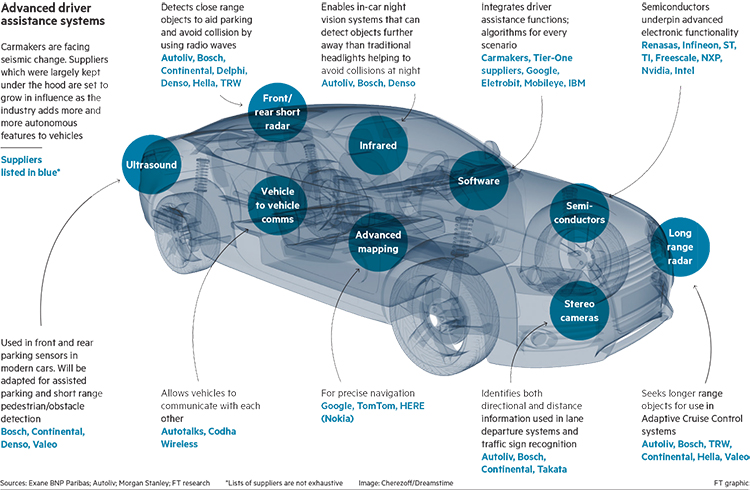 Advanced driver
assistance systems
Carmakers are facing
seismic change. Suppliers
which were largely kept
under the hood are set to
grow in influence as the
industry adds more and
more autonomous
features to vehicles
Suppliers
listed in blue*
Detects close range
objects to aid parking
and avoid collision by
using radio waves
Autoliv, Bosch,
Continental, Delphi,
Denso, Hella, TRW
Enables in-car night
vision systems that can
detect objects further
away than traditional
headlights helping to
avoid collisions at night
Autoliv, Bosch, Denso
Integrates driver
assistance functions;
algorithms for every
scenario
Carmakers, Tier-One
suppliers, Google,
Eletrobit, Mobileye, IBM
Semiconductors
underpin advanced
electronic functionality
Renasas, Infineon, ST,
TI, Freescale, NXP,
Nvidia, Intel
Front/
rear short
radar
Infrared
Ultrasound
Software
Vehicle
to vehicle
comms
Semi-
conductors
Advanced
mapping
Long
range
radar
Stereo
cameras
Used in front and rear
parking sensors in
modern cars. Will be
adapted for assisted
parking and short range
pedestrian/obstacle
detection
Bosch, Continental,
Denso, Valeo
Allows vehicles to
communicate with each
other
Autotalks, Codha
Wireless
For precise navigation
Google, TomTom, HERE
(Nokia)
Identifies both
directional and distance
information used in lane
departure systems and
traffic sign recognition
Autoliv, Bosch,
Continental, Takata
Seeks longer range
objects for use in
Adaptive Cruise Control
systems
Autoliv, Bosch, TRW,
Continental, Hella, Valeo
Sources: Exane BNP Paribas; Autoliv; Morgan Stanley; FT research *Lists of suppliers are not exhaustive Image: Cherezoff/Dreamstime FT graphic